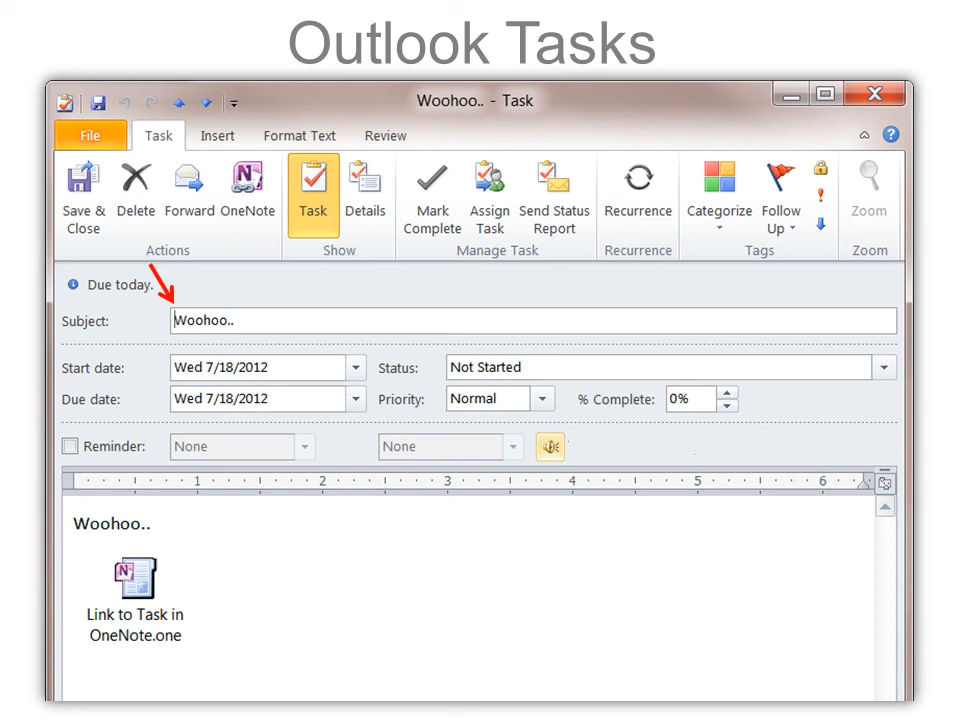 Outlook Tasks
Woohoo.. - Task
File Task Insert Format Text Review
Save & Close Delete Forward OneNote Task Details Mark Complete Assign Task Send Status Report Recurrence Categorize Follow Up Zoom
Actions Show Manage Task Recurrence Tags Zoom
Due today.
Subject: Woohoo..
Start date: Wed 7/18/2012 Status: Not Started
Due date: Wed 7/18/2012 Priority: Normal % Complete: 0%
Reminder: None None
1 2 3 4 5 6
Woohoo..
N
Link to Task in
OneNote.one